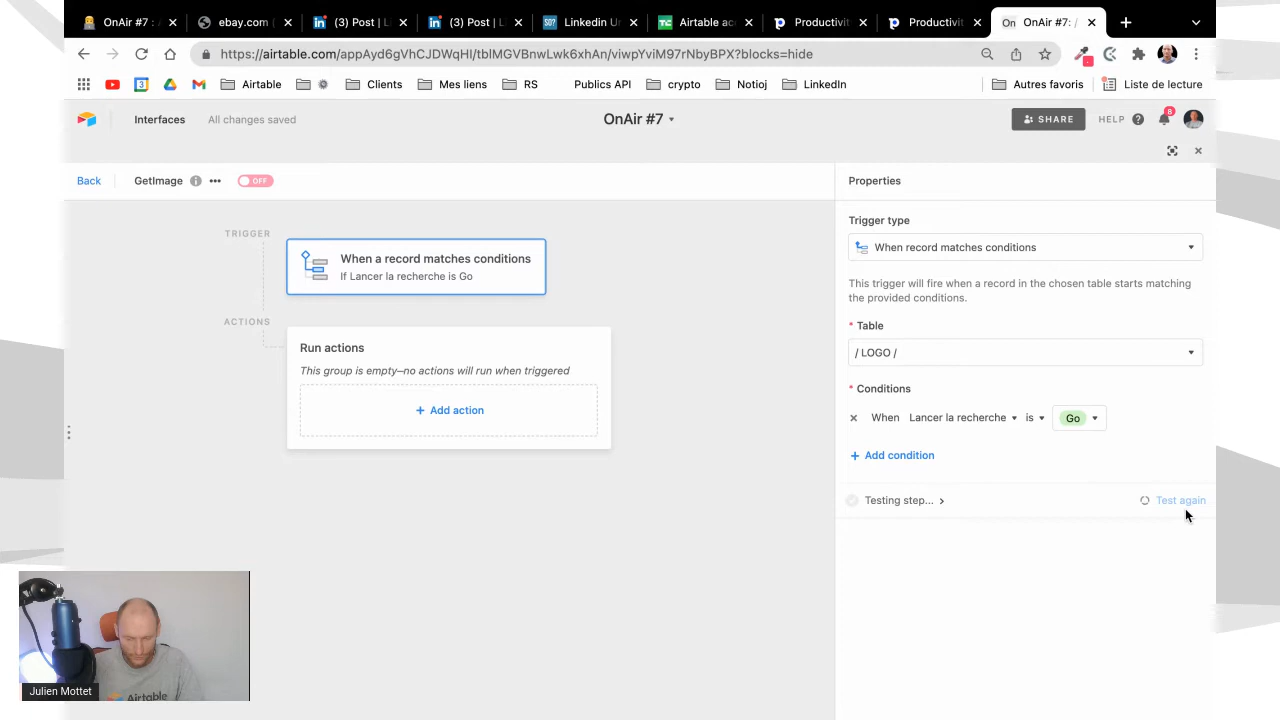 OnAir #7 : A
ebay.com (
(3) Post | L
(3) Post | L
Linkedin Ur
Airtable acc
Productivit
Productivit
OnAir #7: /
https://airtable.com/appAyd6gVhCJDWqHI/tblMGVBnwLwk6xhAn/viwpYviM97rNbyBPX?blocks=hide
Airtable
Clients
Mes liens
RS
Publics API
crypto
Notioj
LinkedIn
Autres favoris
Liste de lecture
Interfaces
All changes saved
OnAir #7
SHARE
HELP
8
Back
GetImage
OFF
Properties
TRIGGER
When a record matches conditions
If Lancer la recherche is Go
ACTIONS
Run actions
This group is empty—no actions will run when triggered
+ Add action
Trigger type
When record matches conditions
This trigger will fire when a record in the chosen table starts matching
the provided conditions.
* Table
/ LOGO /
* Conditions
When Lancer la recherche is Go
+ Add condition
Testing step...
Test again
Airtable
Julien Mottet